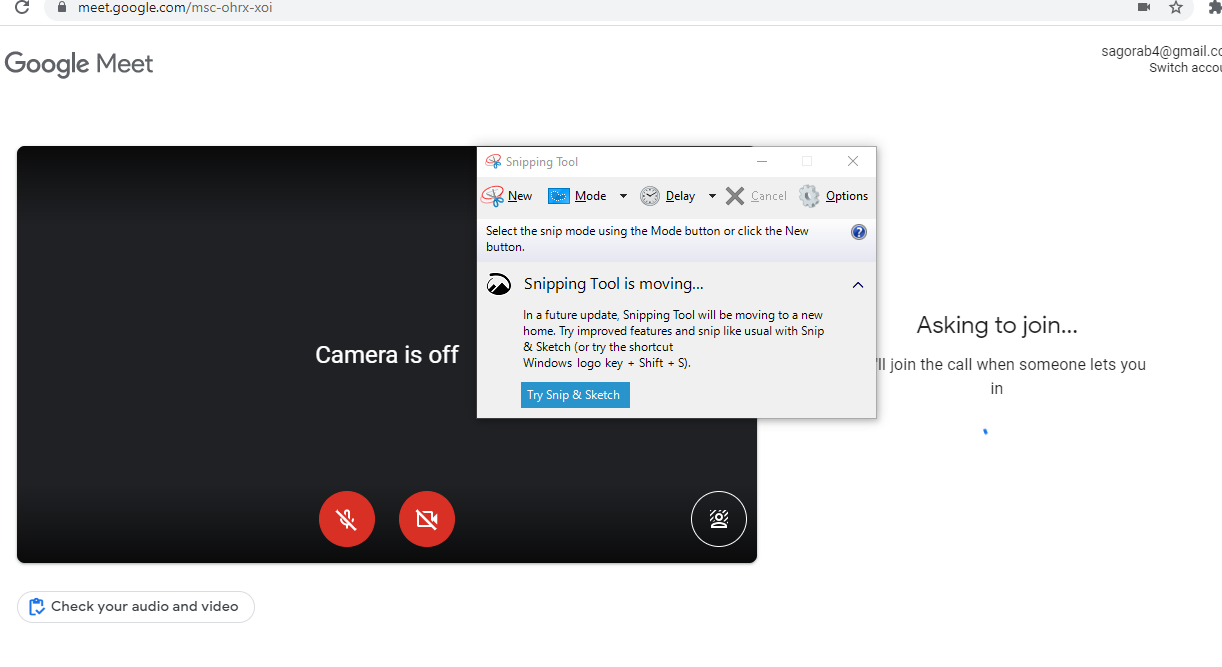 meet.google.com/msc-ohrx-xoi
Google Meet
sagorab4@gmail.co
Switch accou
Snipping Tool
New Mode Delay Cancel Options
Select the snip mode using the Mode button or click the New
button.
Snipping Tool is moving...
In a future update, Snipping Tool will be moving to a new
home. Try improved features and snip like usual with Snip
& Sketch (or try the shortcut
Windows logo key + Shift + S).
Try Snip & Sketch
Camera is off
Asking to join...
'll join the call when someone lets you
in
Check your audio and video